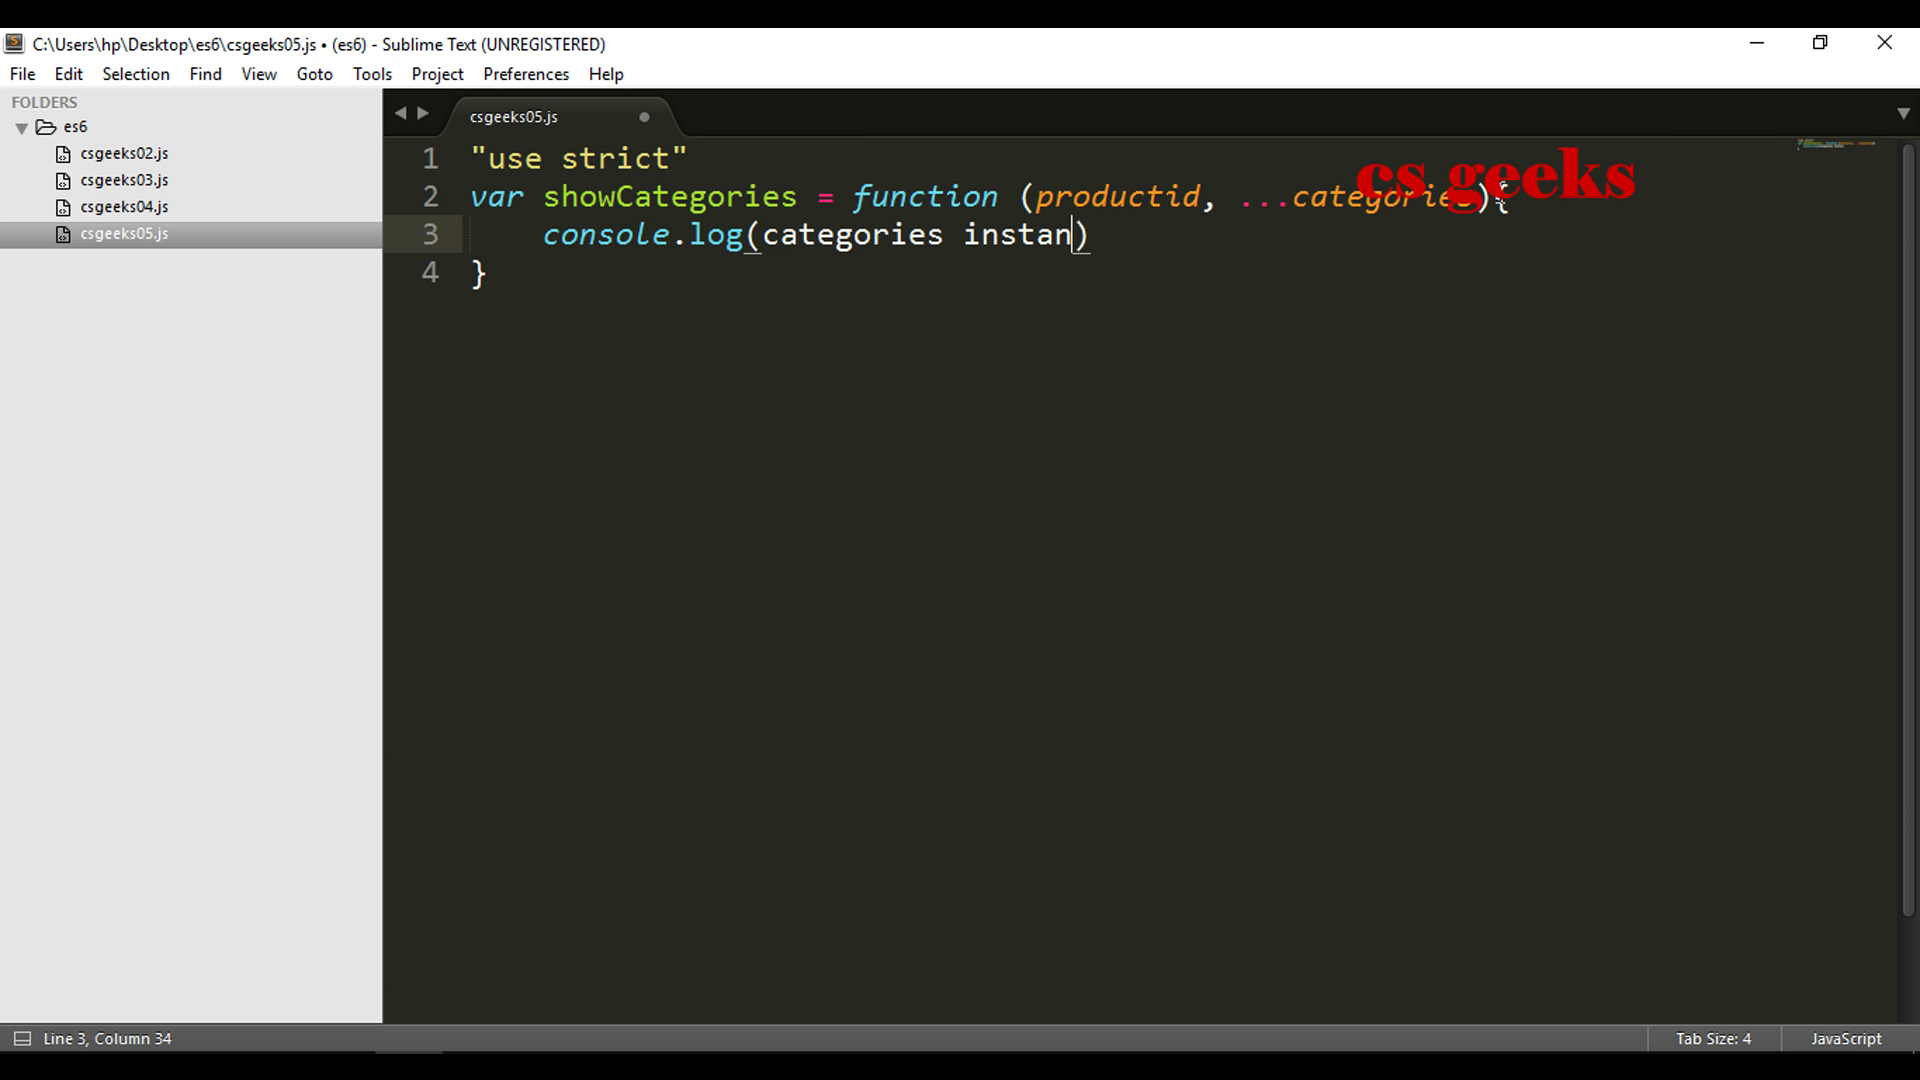 C:\Users\hp\Desktop\es6\csgeeks05.js • (es6) - Sublime Text (UNREGISTERED)
File Edit Selection Find View Goto Tools Project Preferences Help
FOLDERS
es6
csgeeks02.js
csgeeks03.js
csgeeks04.js
csgeeks05.js
csgeeks05.js
1 "use strict"
2 var showCategories = function (productid, ...categories){
3 console.log(categories instan)
4 }
cs geeks
Line 3, Column 34
Tab Size: 4
JavaScript